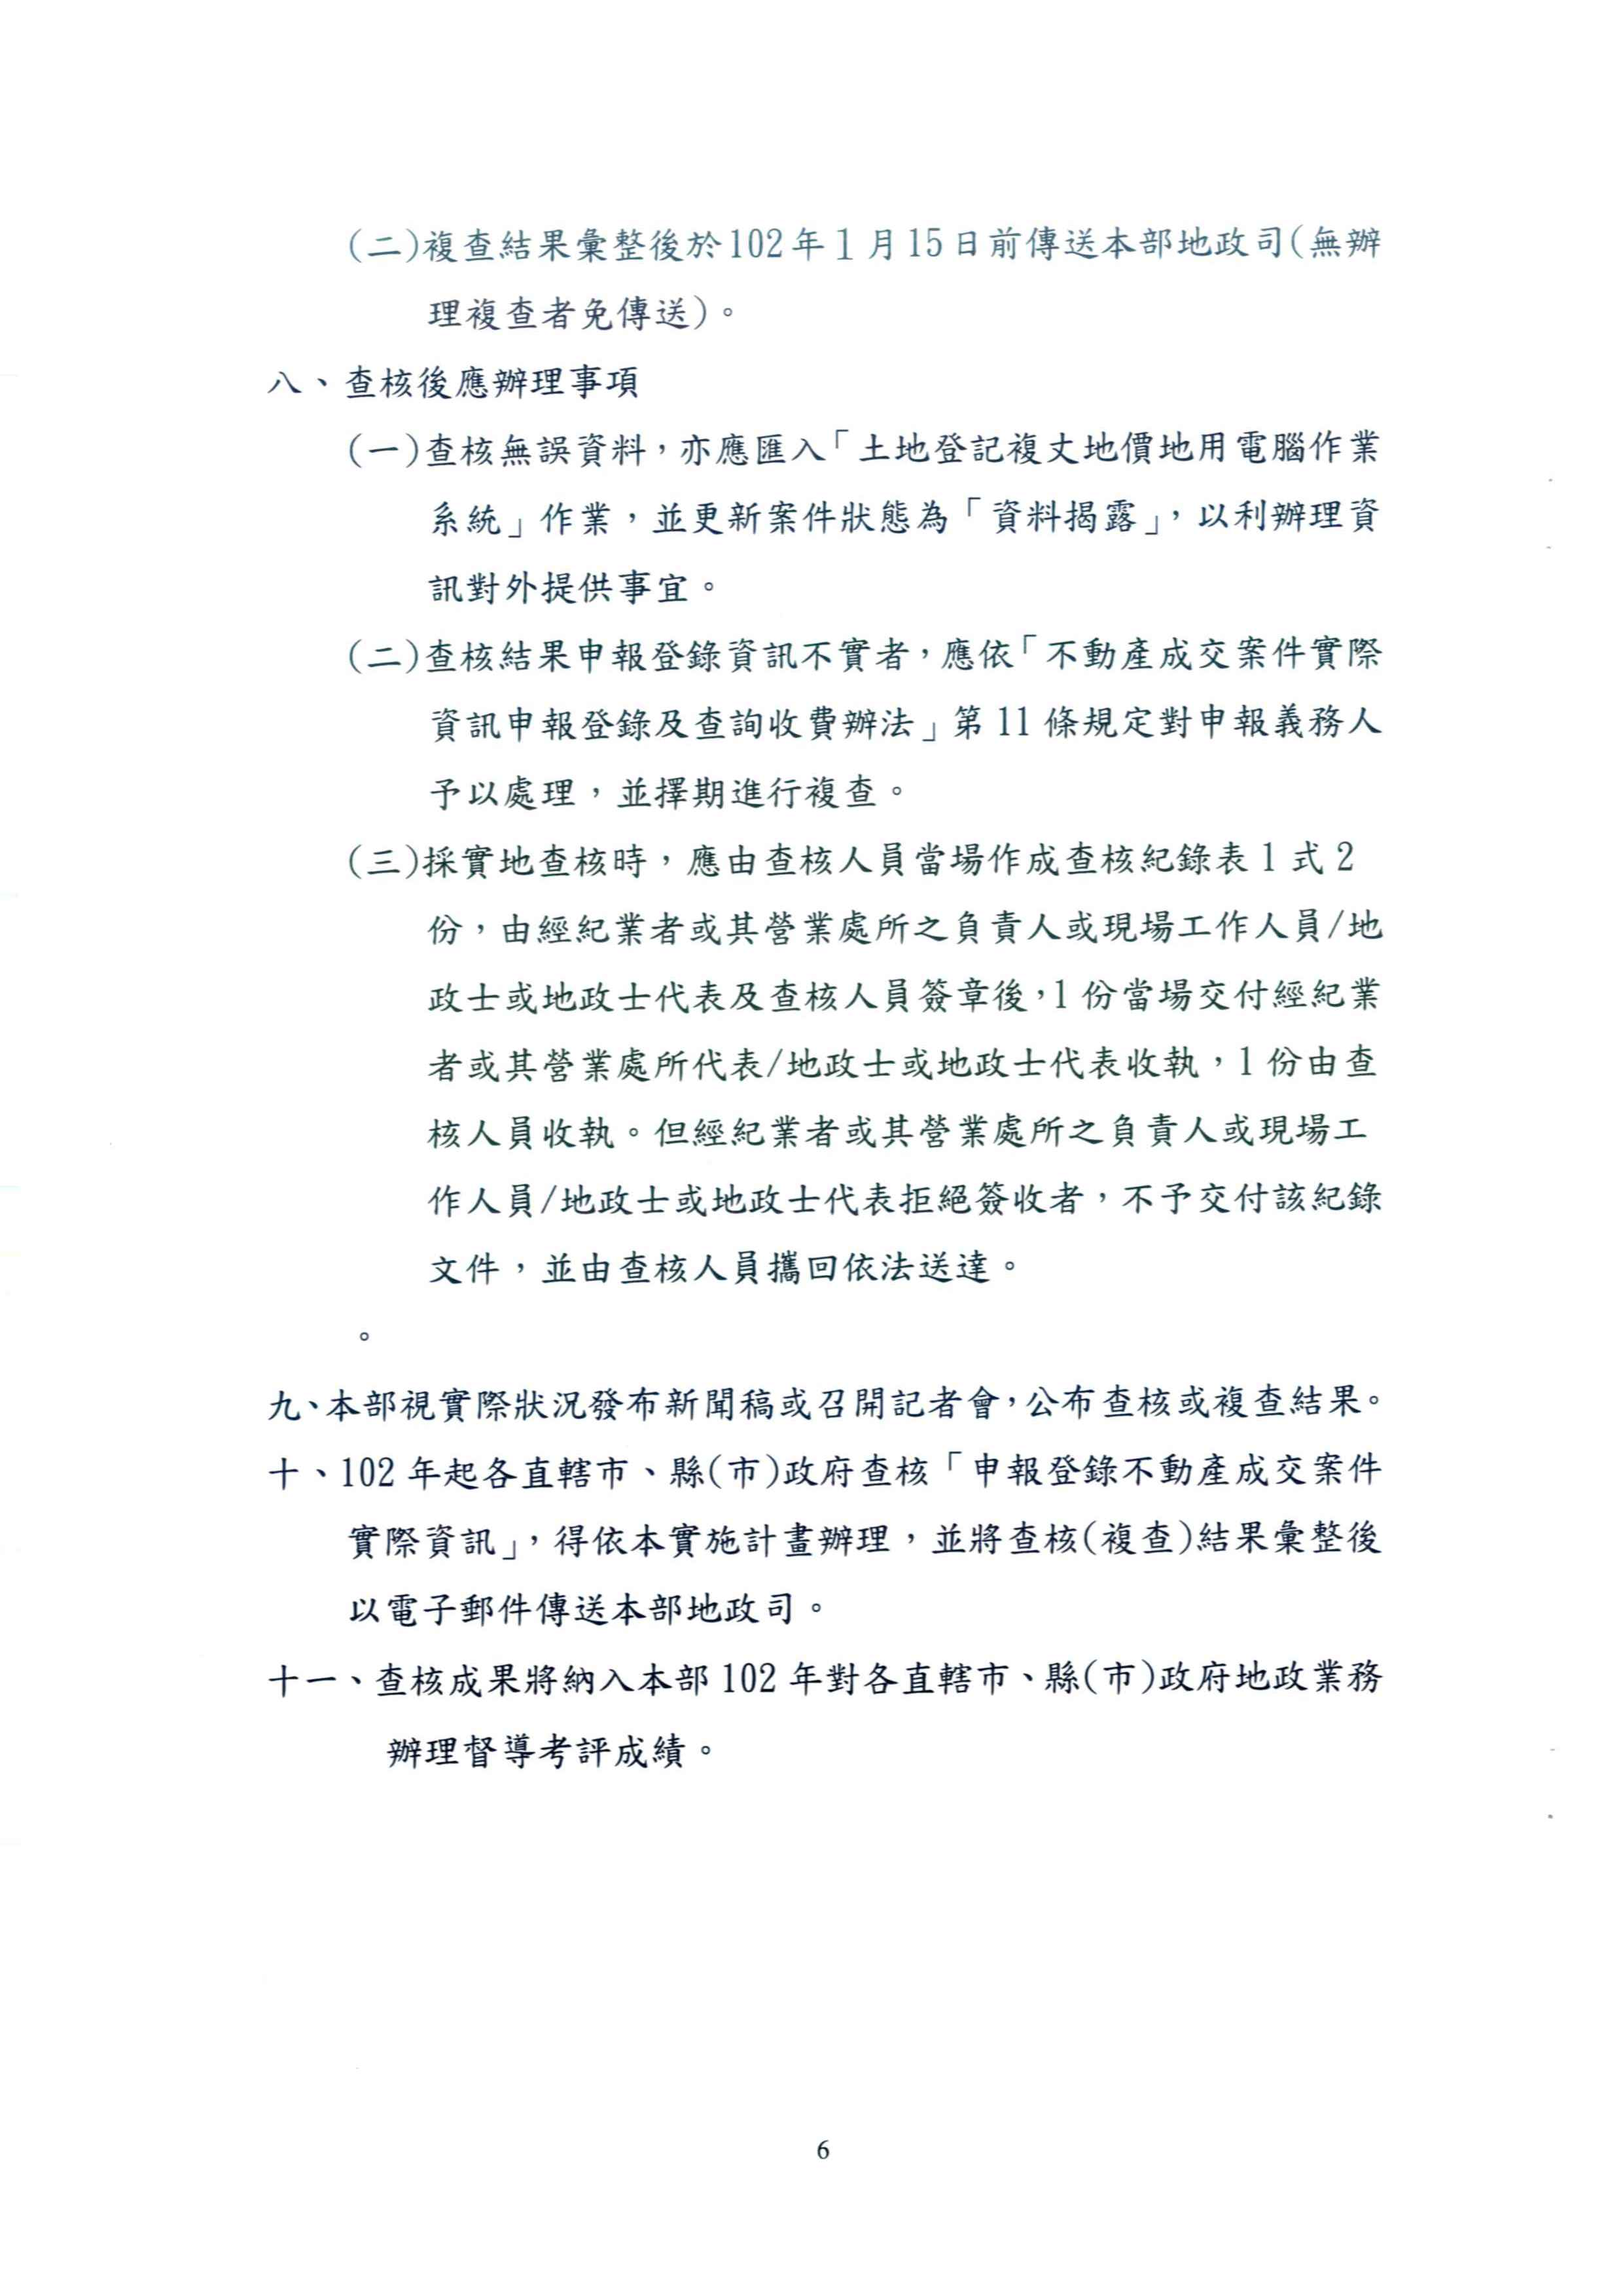 (二)複查結果彙整後於102年1月15日前傳送本部地政司(無辦
理複查者免傳送)。
八、查核後應辦理事項
(一)查核無誤資料，亦應匯入「土地登記複丈地價地用電腦作業
系統」作業，並更新案件狀態為「資料揭露」，以利辦理資
訊對外提供事宜。
(二)查核結果申報登錄資訊不實者，應依「不動產成交案件實際
資訊申報登錄及查詢收費辦法」第11條規定對申報義務人
予以處理，並擇期進行複查。
(三)採實地查核時，應由查核人員當場作成查核紀錄表1式2
份，由經紀業者或其營業處所之負責人或現場工作人員/地
政士或地政士代表及查核人員簽章後，1份當場交付經紀業
者或其營業處所代表/地政士或地政士代表收執，1份由查
核人員收執。但經紀業者或其營業處所之負責人或現場工
作人員/地政士或地政士代表拒絕簽收者，不予交付該紀錄
文件，並由查核人員攜回依法送達。
。
九、本部視實際狀況發布新聞稿或召開記者會，公布查核或複查結果。
十、102年起各直轄市、縣(市)政府查核「申報登錄不動產成交案件
實際資訊」，得依本實施計畫辦理，並將查核(複查)結果彙整後
以電子郵件傳送本部地政司。
十一、查核成果將納入本部102年對各直轄市、縣(市)政府地政業務
辦理督導考評成績。
6